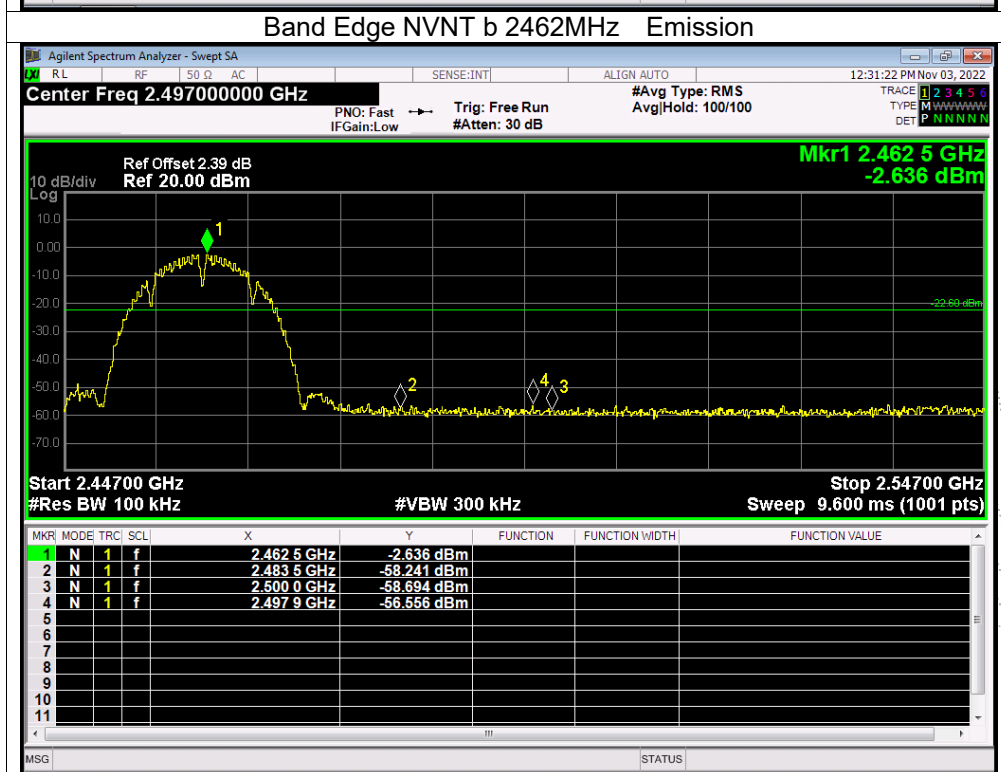 Band Edge NVNT b 2462MHz Emission
Agilent Spectrum Analyzer - Swept SA
LXI RL RF 50 Ω AC SENSE:INT ALIGN AUTO 12:31:22 PM Nov 03, 2022
Center Freq 2.497000000 GHz #Avg Type: RMS TRACE 1 2 3 4 5 6
PNO: Fast Trig: Free Run Avg|Hold: 100/100 TYPE M WWWWW
IFGain:Low #Atten: 30 dB DET P N N N N N
Mkr1 2.462 5 GHz
-2.636 dBm
Ref Offset 2.39 dB
10 dB/div Ref 20.00 dBm
Log
10.0
1
0.00
-10.0
-20.0
-22.60 dBm
-30.0
-40.0
-50.0
2 4 3
-60.0
-70.0
Start 2.44700 GHz Stop 2.54700 GHz
#Res BW 100 kHz #VBW 300 kHz Sweep 9.600 ms (1001 pts)
MKR MODE TRC SCL X Y FUNCTION FUNCTION WIDTH FUNCTION VALUE
1 N 1 f 2.462 5 GHz -2.636 dBm
2 N 1 f 2.483 5 GHz -58.241 dBm
3 N 1 f 2.500 0 GHz -58.694 dBm
4 N 1 f 2.497 9 GHz -56.556 dBm
5
6
7
8
9
10
11
MSG STATUS